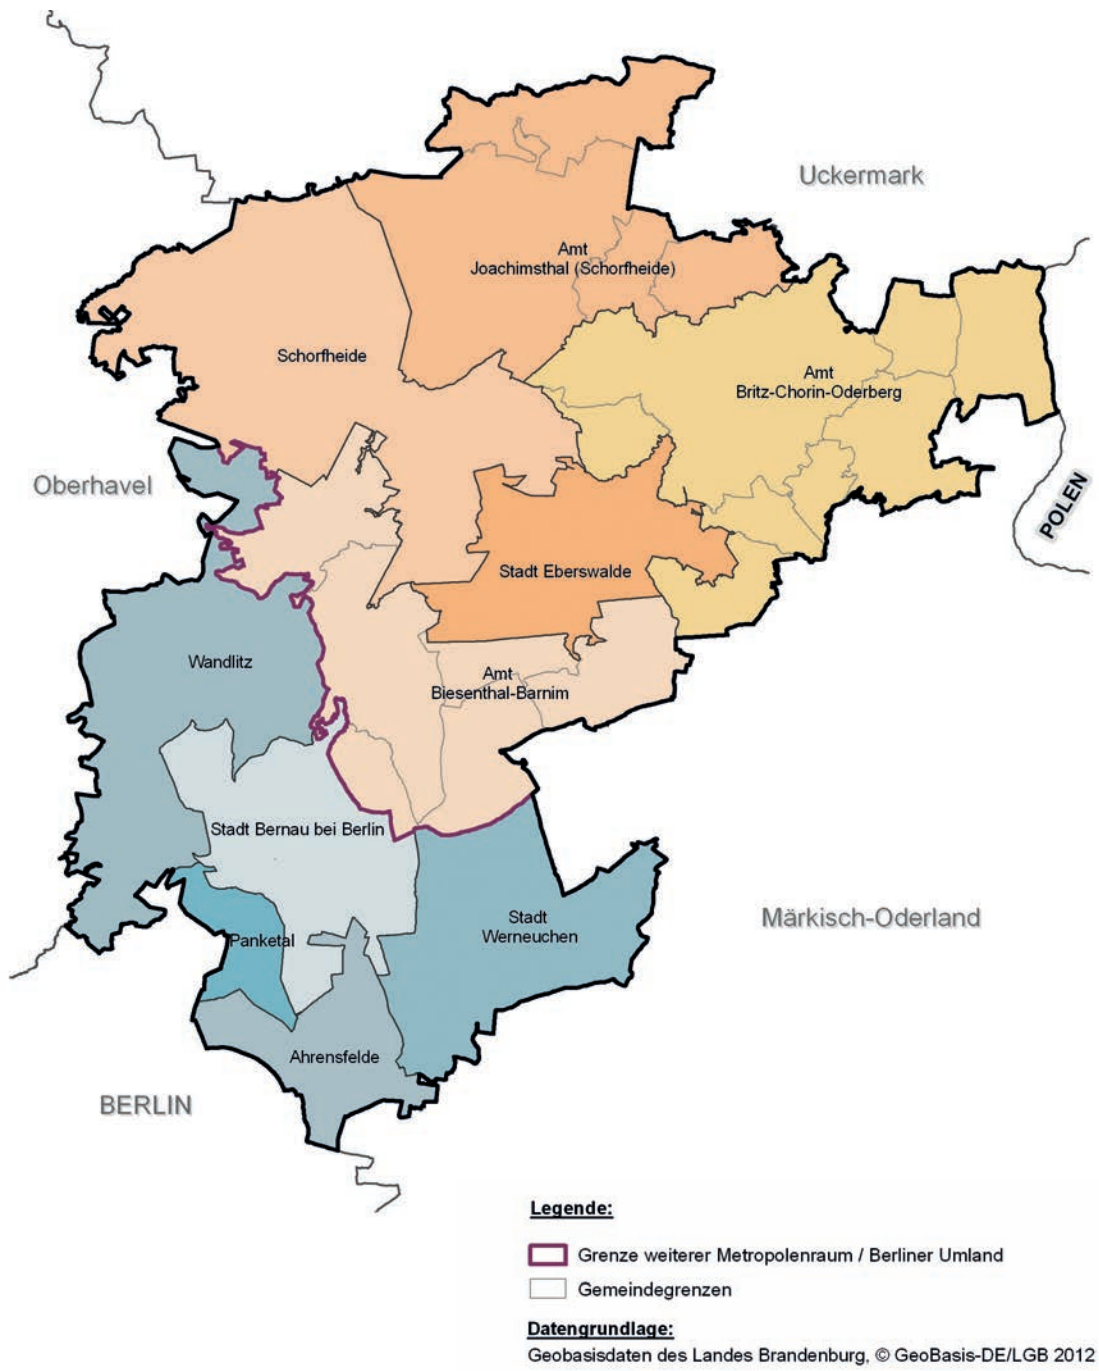 Uckermark
Amt
Joachimsthal (Schorfheide)
Schorfheide
Amt
Britz-Chorin-Oderberg
Oberhavel
POLEN
Stadt Eberswalde
Wandlitz
Amt
Biesenthal-Barnim
Stadt Bernau bei Berlin
Stadt
Werneuchen
Märkisch-Oderland
Panketal
Ahrensfelde
BERLIN
Legende:
Grenze weiterer Metropolenraum / Berliner Umland
Gemeindegrenzen
Datengrundlage:
Geobasisdaten des Landes Brandenburg, © GeoBasis-DE/LGB 2012